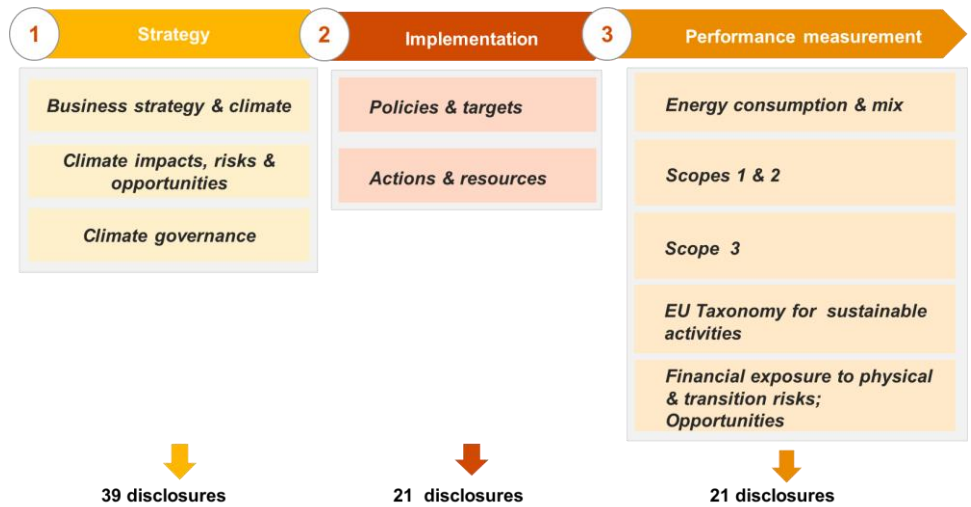 1
Strategy
Business strategy & climate
Climate impacts, risks &
opportunities
Climate governance
39 disclosures
2
Implementation
Policies & targets
Actions & resources
21 disclosures
3
Performance measurement
Energy consumption & mix
Scopes 1 & 2
Scope 3
EU Taxonomy for sustainable
activities
Financial exposure to physical
& transition risks;
Opportunities
21 disclosures